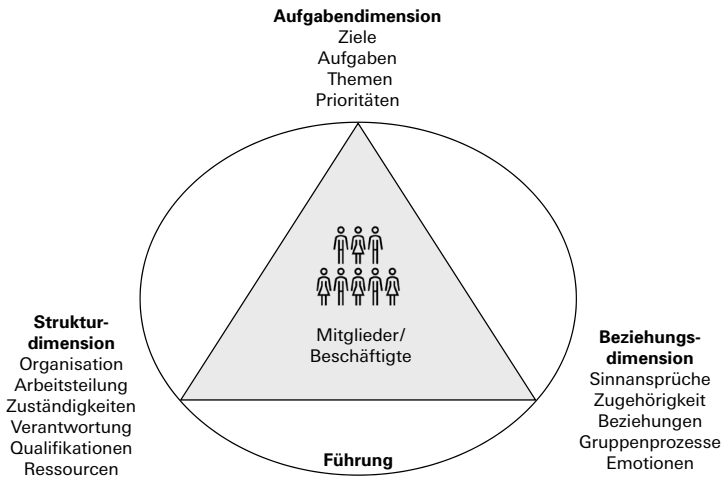 Aufgabendimension
Ziele
Aufgaben
Themen
Prioritäten
Mitglieder/
Beschäftigte
Struktur-
dimension
Organisation
Arbeitsteilung
Zuständigkeiten
Verantwortung
Qualifikationen
Ressourcen
Beziehungs-
dimension
Sinnansprüche
Zugehörigkeit
Beziehungen
Gruppenprozesse
Emotionen
Führung